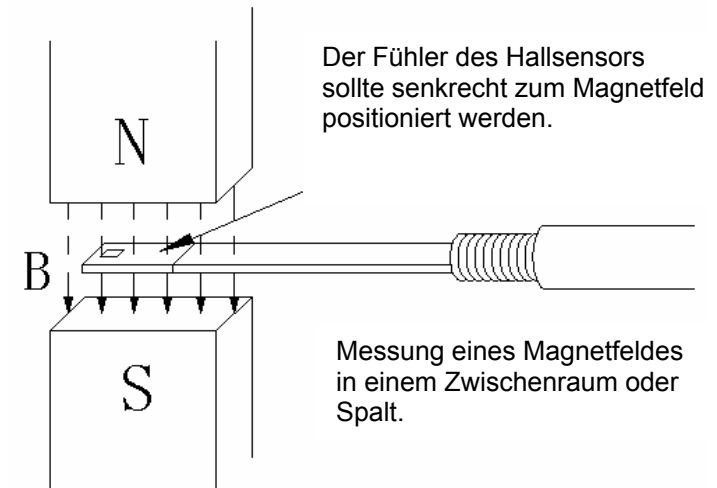 Der Fühler des Hallsensors
sollte senkrecht zum Magnetfeld
positioniert werden.
N
B
S
Messung eines Magnetfeldes
in einem Zwischenraum oder
Spalt.